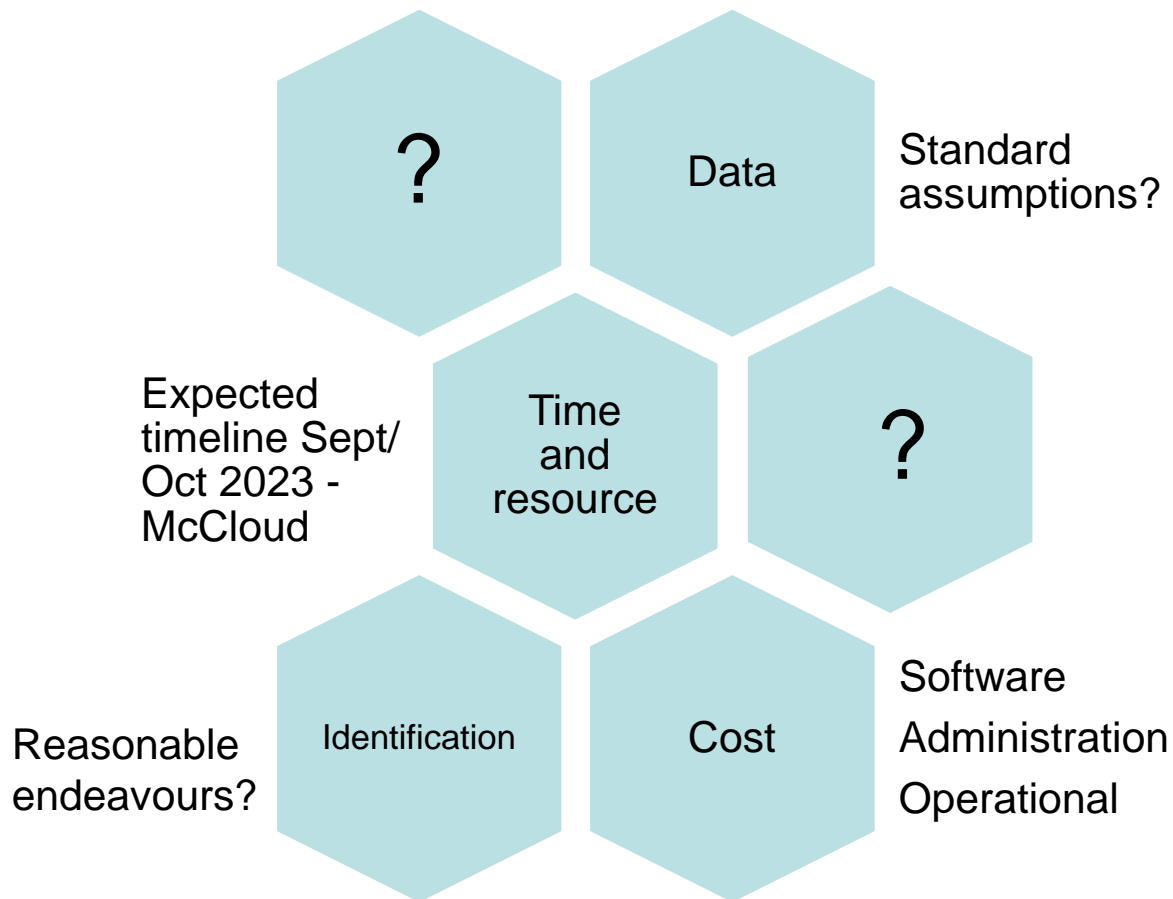 ?
Data
Standard
assumptions?
Expected
timeline Sept/
Oct 2023 -
McCloud
Time
and
resource
?
Reasonable
endeavours?
Identification
Cost
Software
Administration
Operational